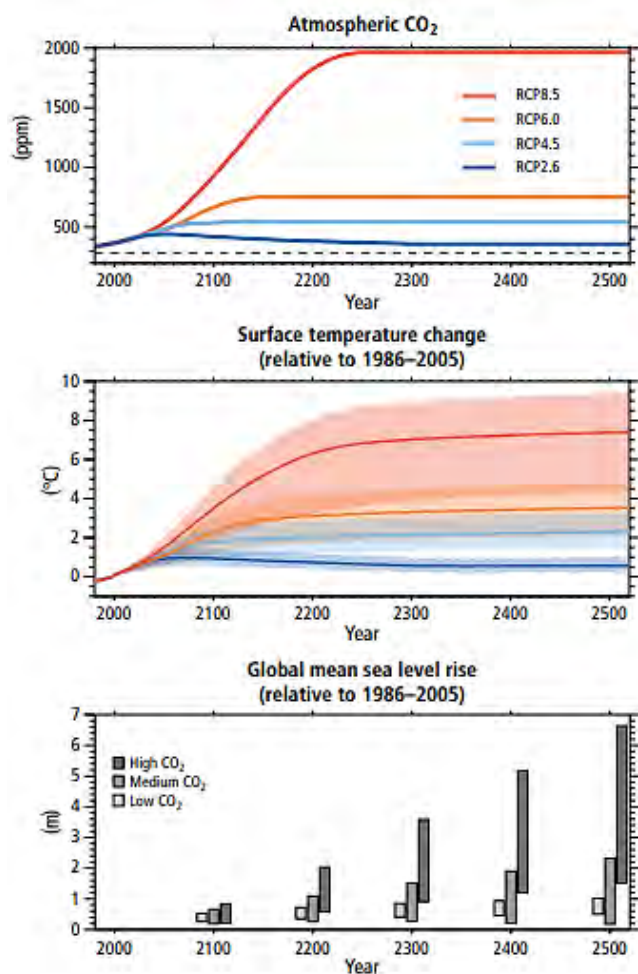 Atmospheric CO₂
2000
1500
1000
500
(ppm)
RCP8.5
RCP6.0
RCP4.5
RCP2.6
2000 2100 2200 2300 2400 2500
Year
Surface temperature change
(relative to 1986–2005)
10
8
6
4
2
0
(°C)
2000 2100 2200 2300 2400 2500
Year
Global mean sea level rise
(relative to 1986–2005)
7
6
5
4
3
2
1
0
(m)
High CO₂
Medium CO₂
Low CO₂
2000 2100 2200 2300 2400 2500
Year